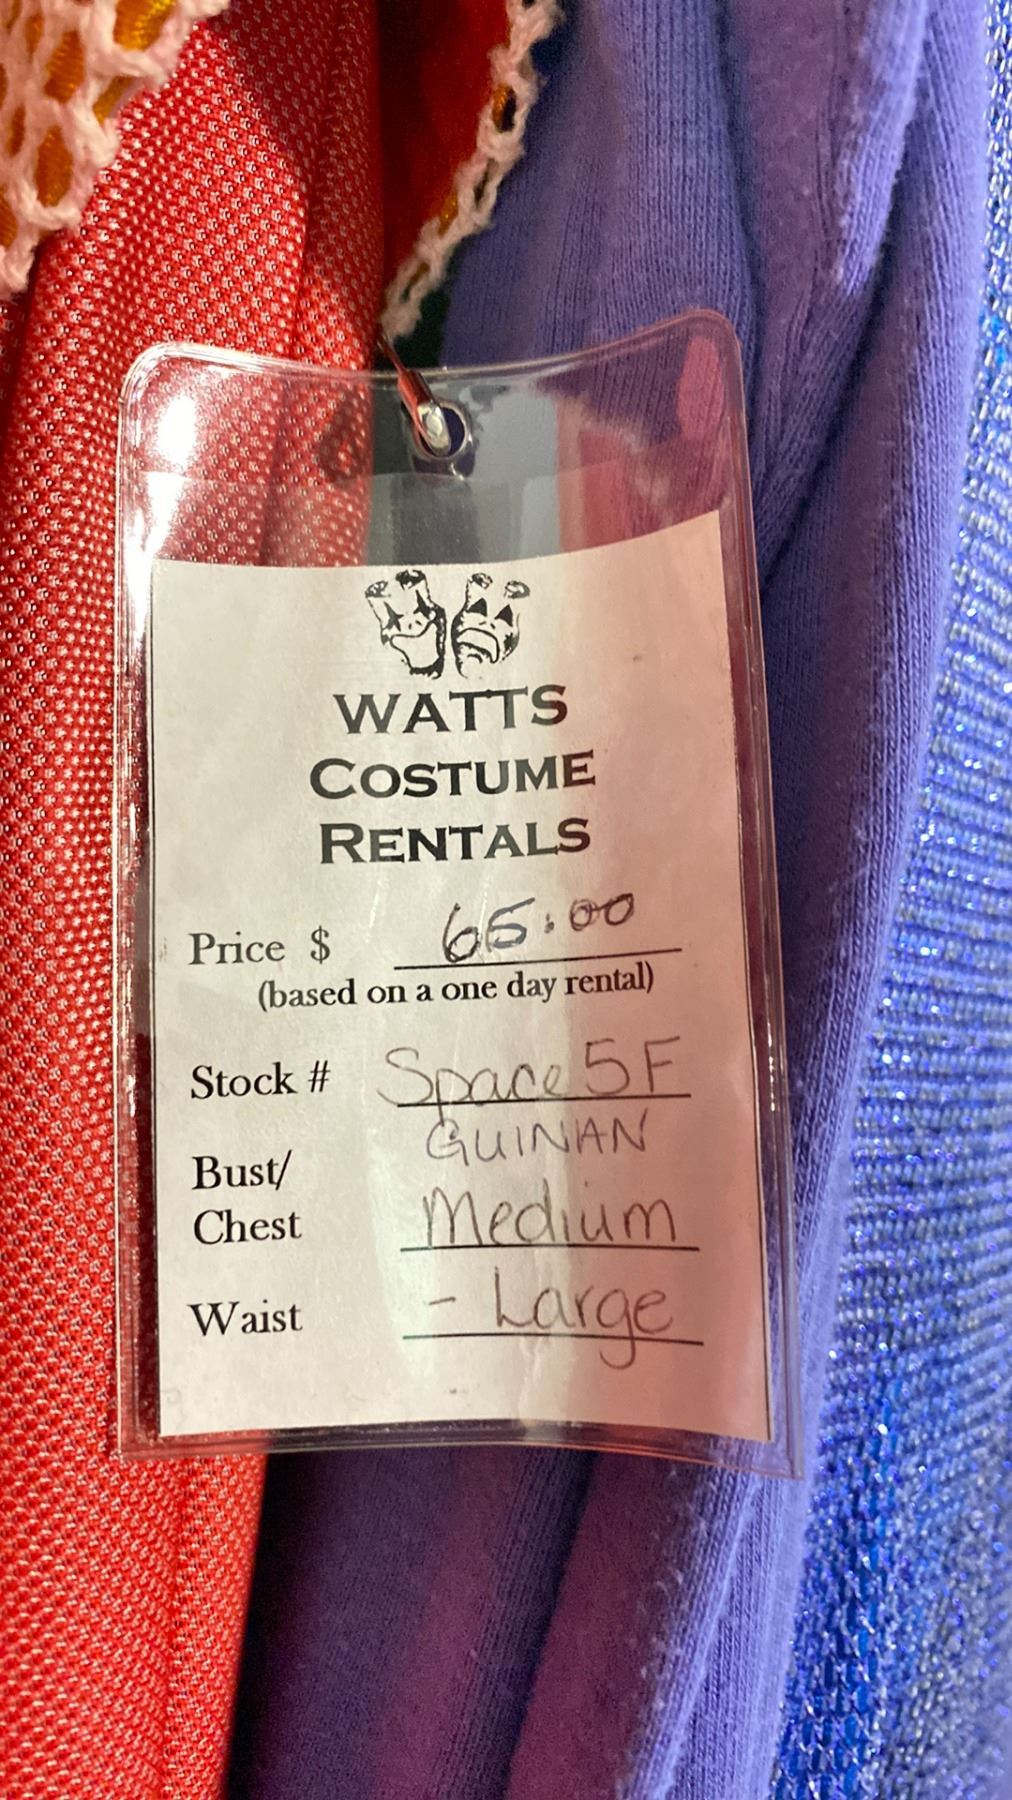 WATTS
COSTUME
RENTALS
Price $ 65.00
(based on a one day rental)
Stock # Space 5F
GUINAN
Bust/
Chest Medium
Waist - Large